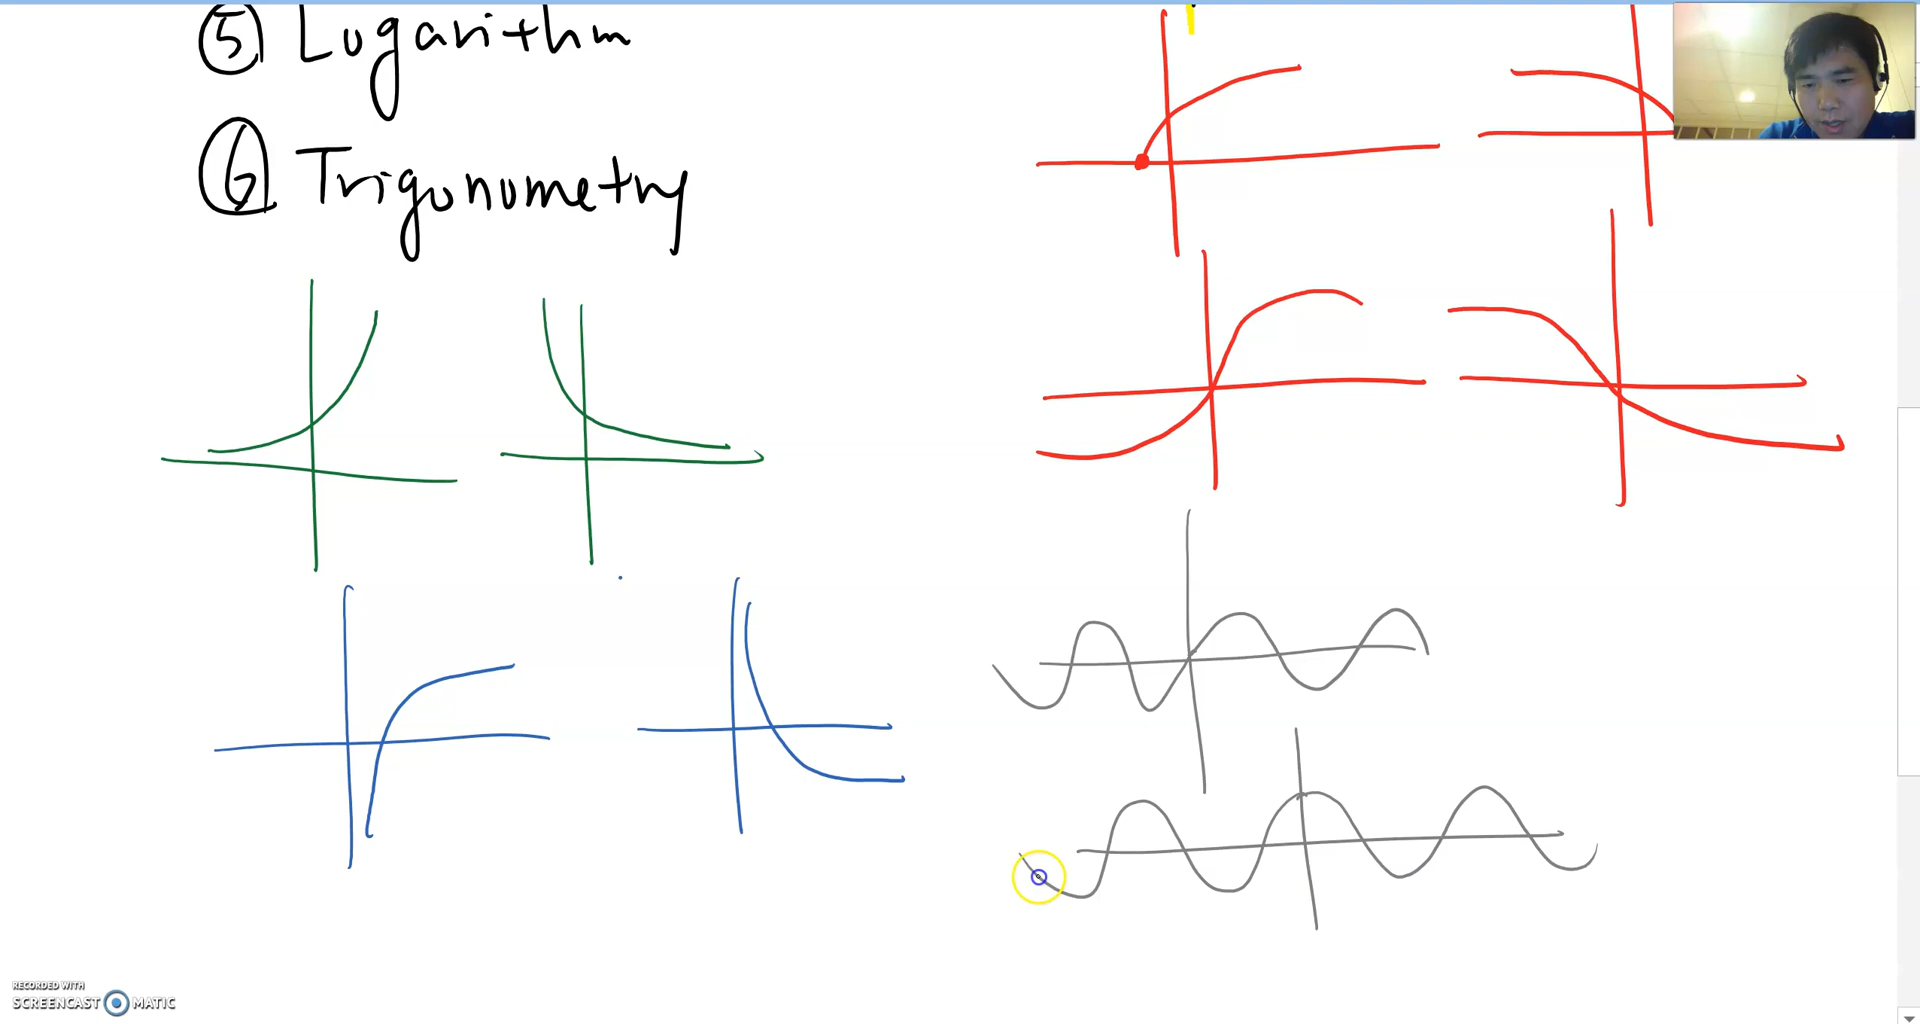 ⑤ Logarithm
⑥ Trigonometry
RECORDED WITH
SCREENCAST MATIC